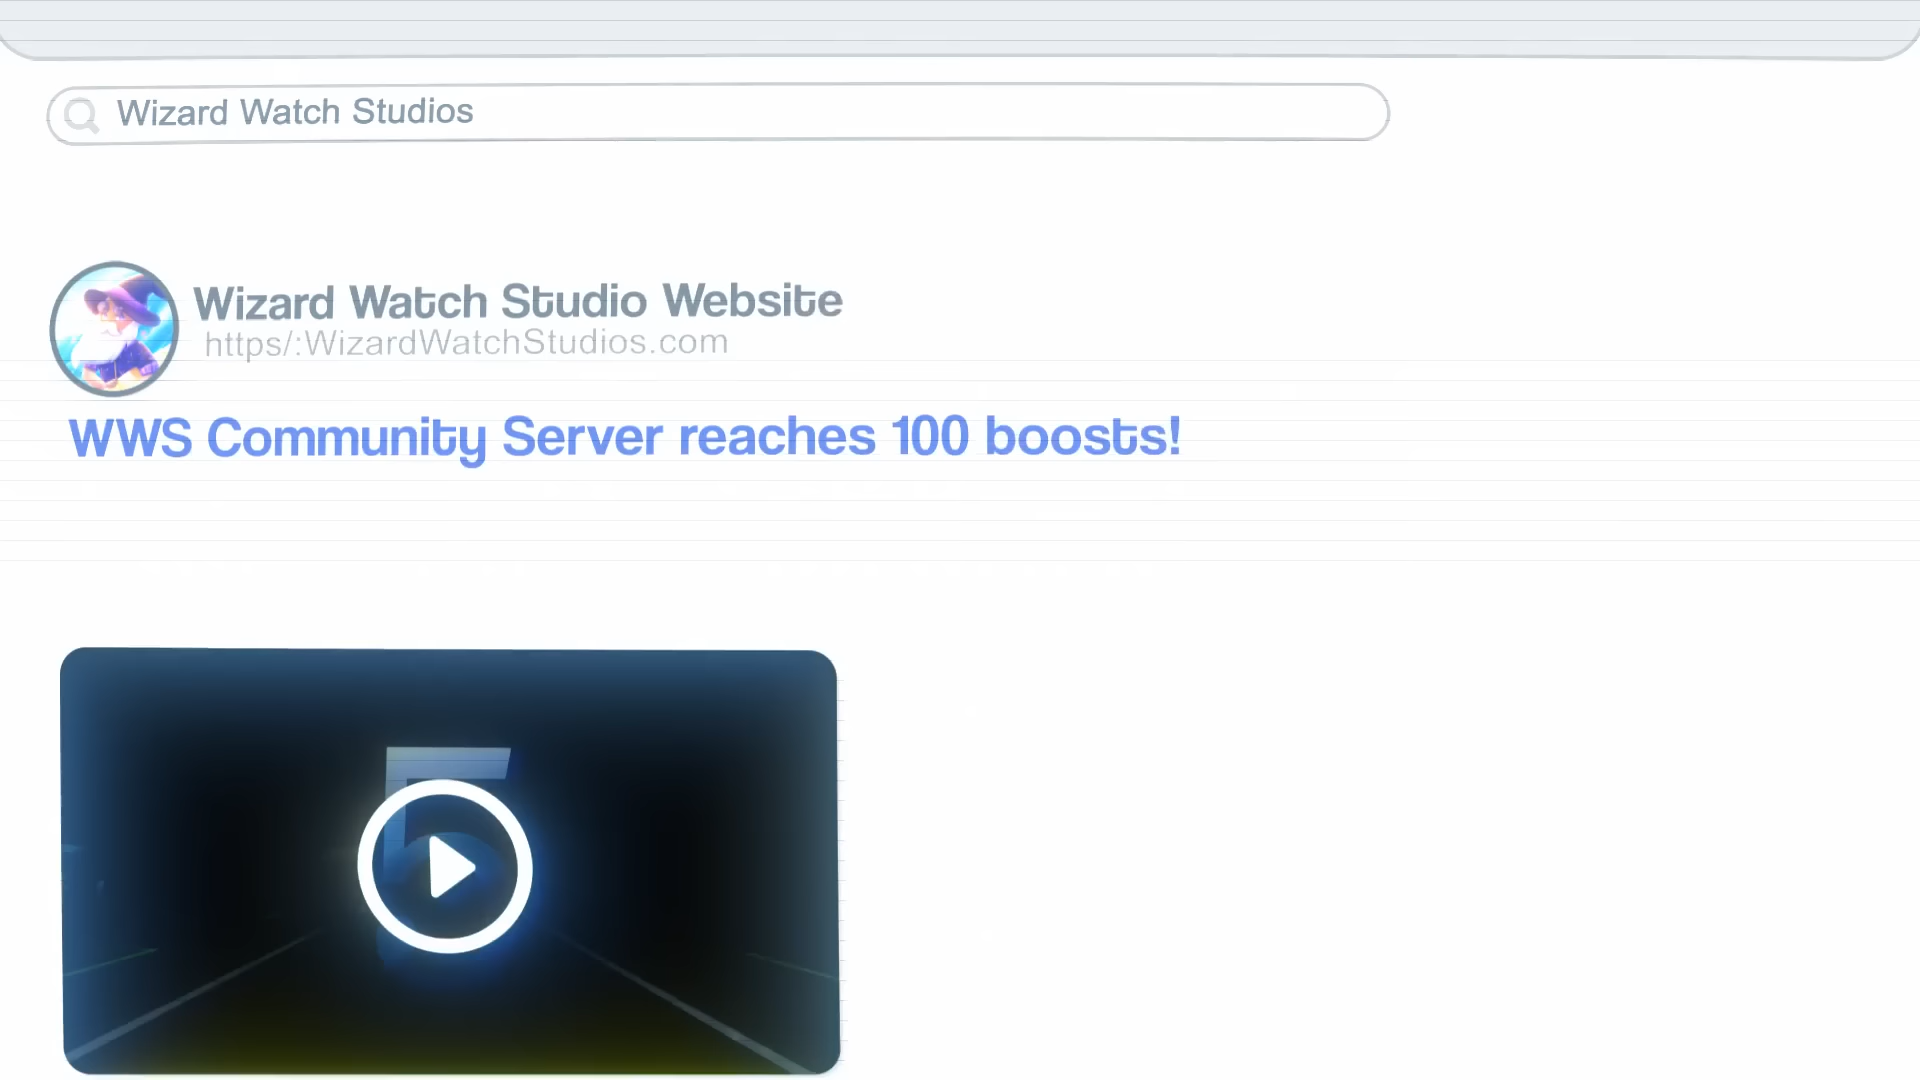 Wizard Watch Studios
Wizard Watch Studio Website
https/:WizardWatchStudios.com
WWS Community Server reaches 100 boosts!
5